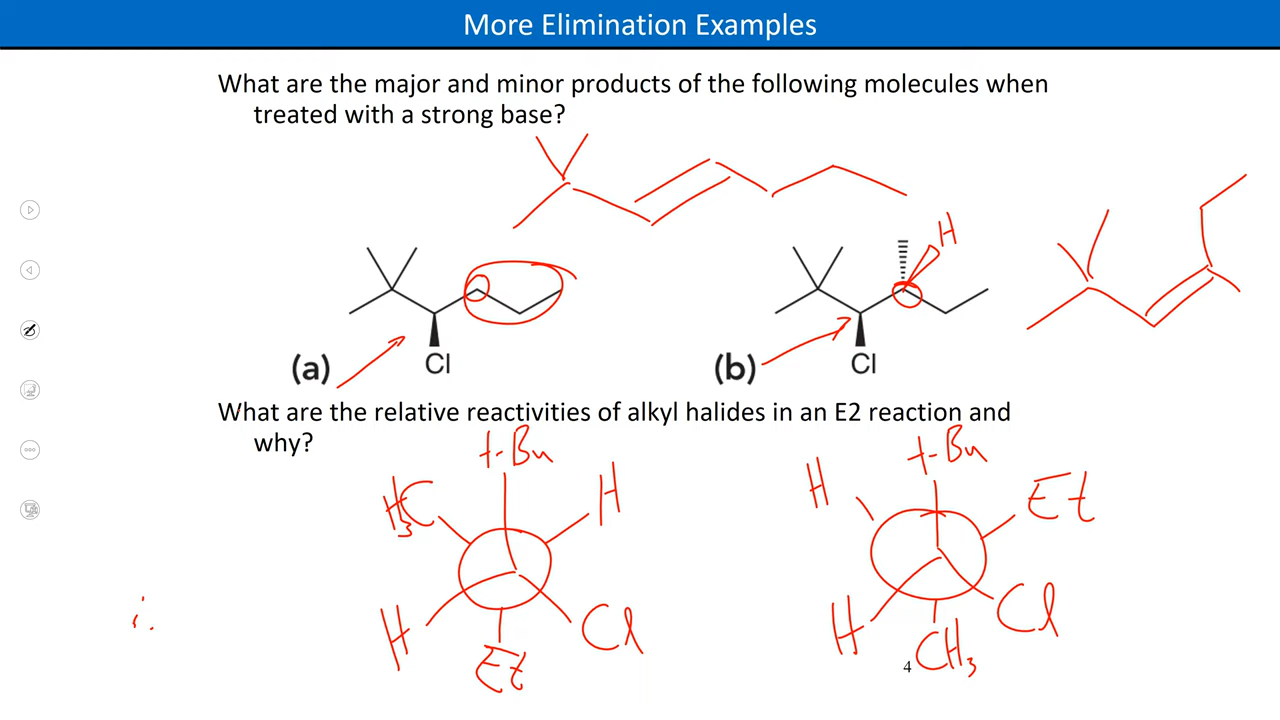 More Elimination Examples
What are the major and minor products of the following molecules when
treated with a strong base?
H
Cl
(a)
Cl
(b)
What are the relative reactivities of alkyl halides in an E2 reaction and
why?
t-Bu
H₃C
H
H
Cl
Et
t-Bu
H
Et
H
Cl
CH₃
i.
4